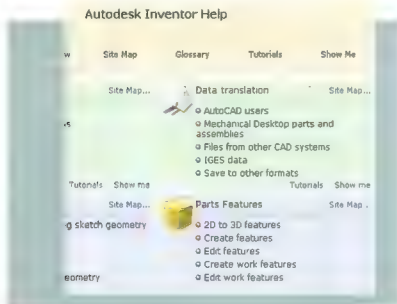 Autodesk Inventor Help
w Site Map Glossary Tutorials Show Me
Site Map... Data translation Site Map...
AutoCAD users
Mechanical Desktop parts and
assemblies
Files from other CAD systems
IGES data
Save to other formats
Tutorials Show me Tutorials Show me
Site Map... Parts Features Site Map .
g sketch geometry 2D to 3D features
Create features
Edit features
Create work features
eometry Edit work features